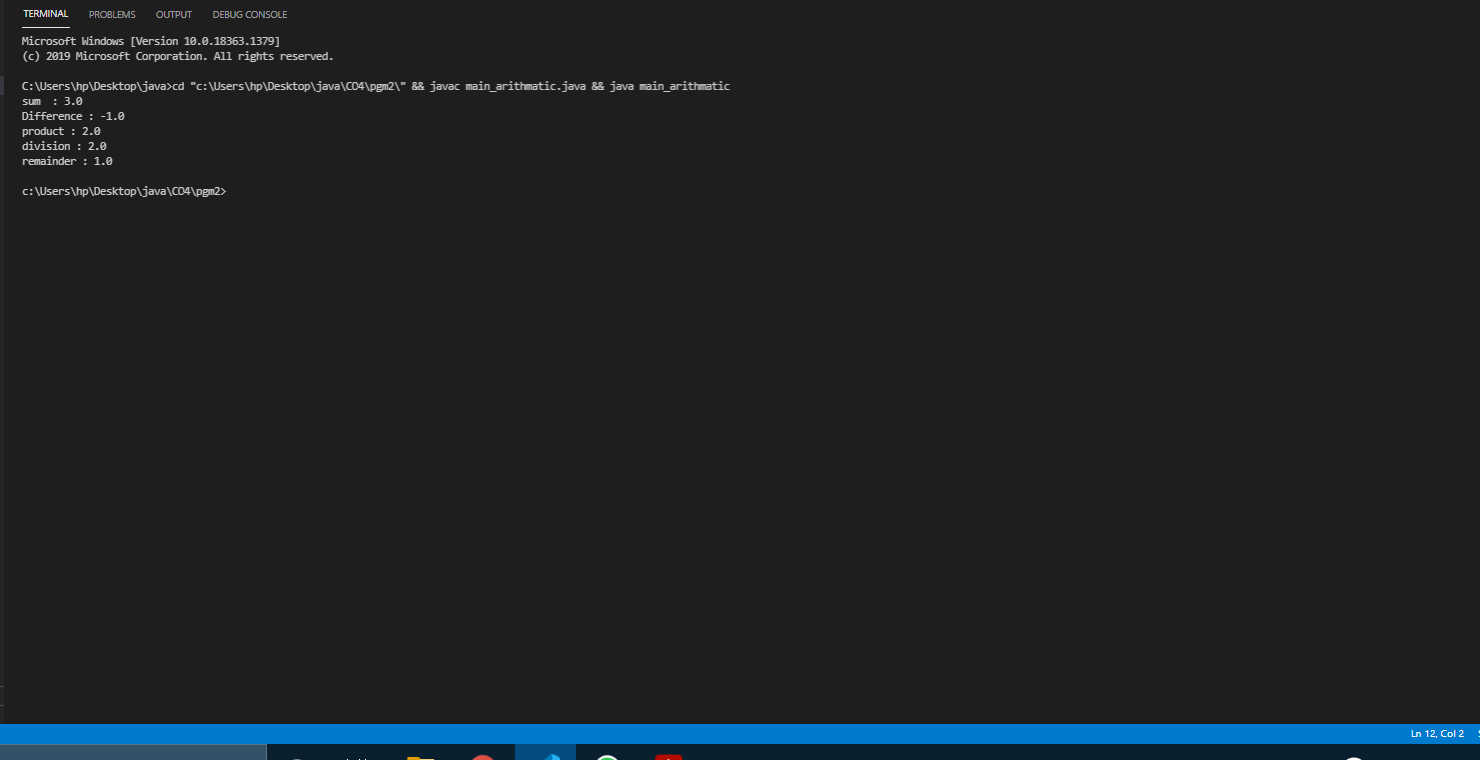 TERMINAL PROBLEMS OUTPUT DEBUG CONSOLE
Microsoft Windows [Version 10.0.18363.1379]
(c) 2019 Microsoft Corporation. All rights reserved.
C:\Users\hp\Desktop\java>cd "c:\Users\hp\Desktop\java\CO4\pgm2\" && javac main_arithmatic.java && java main_arithmatic
sum  : 3.0
Difference : -1.0
product : 2.0
division : 2.0
remainder : 1.0
c:\Users\hp\Desktop\java\CO4\pgm2>
Ln 12, Col 2